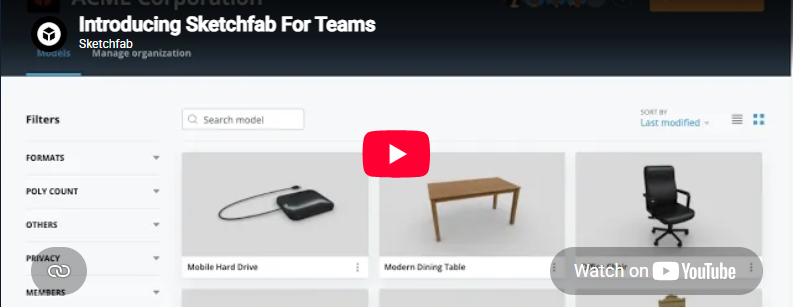 ACME Corporation
Introducing Sketchfab For Teams
Sketchfab
Models Manage organization
Filters
Search model
SORT BY
Last modified
FORMATS
POLY COUNT
OTHERS
PRIVACY
MEMBERS
Mobile Hard Drive
Modern Dining Table
Chair
Watch on YouTube